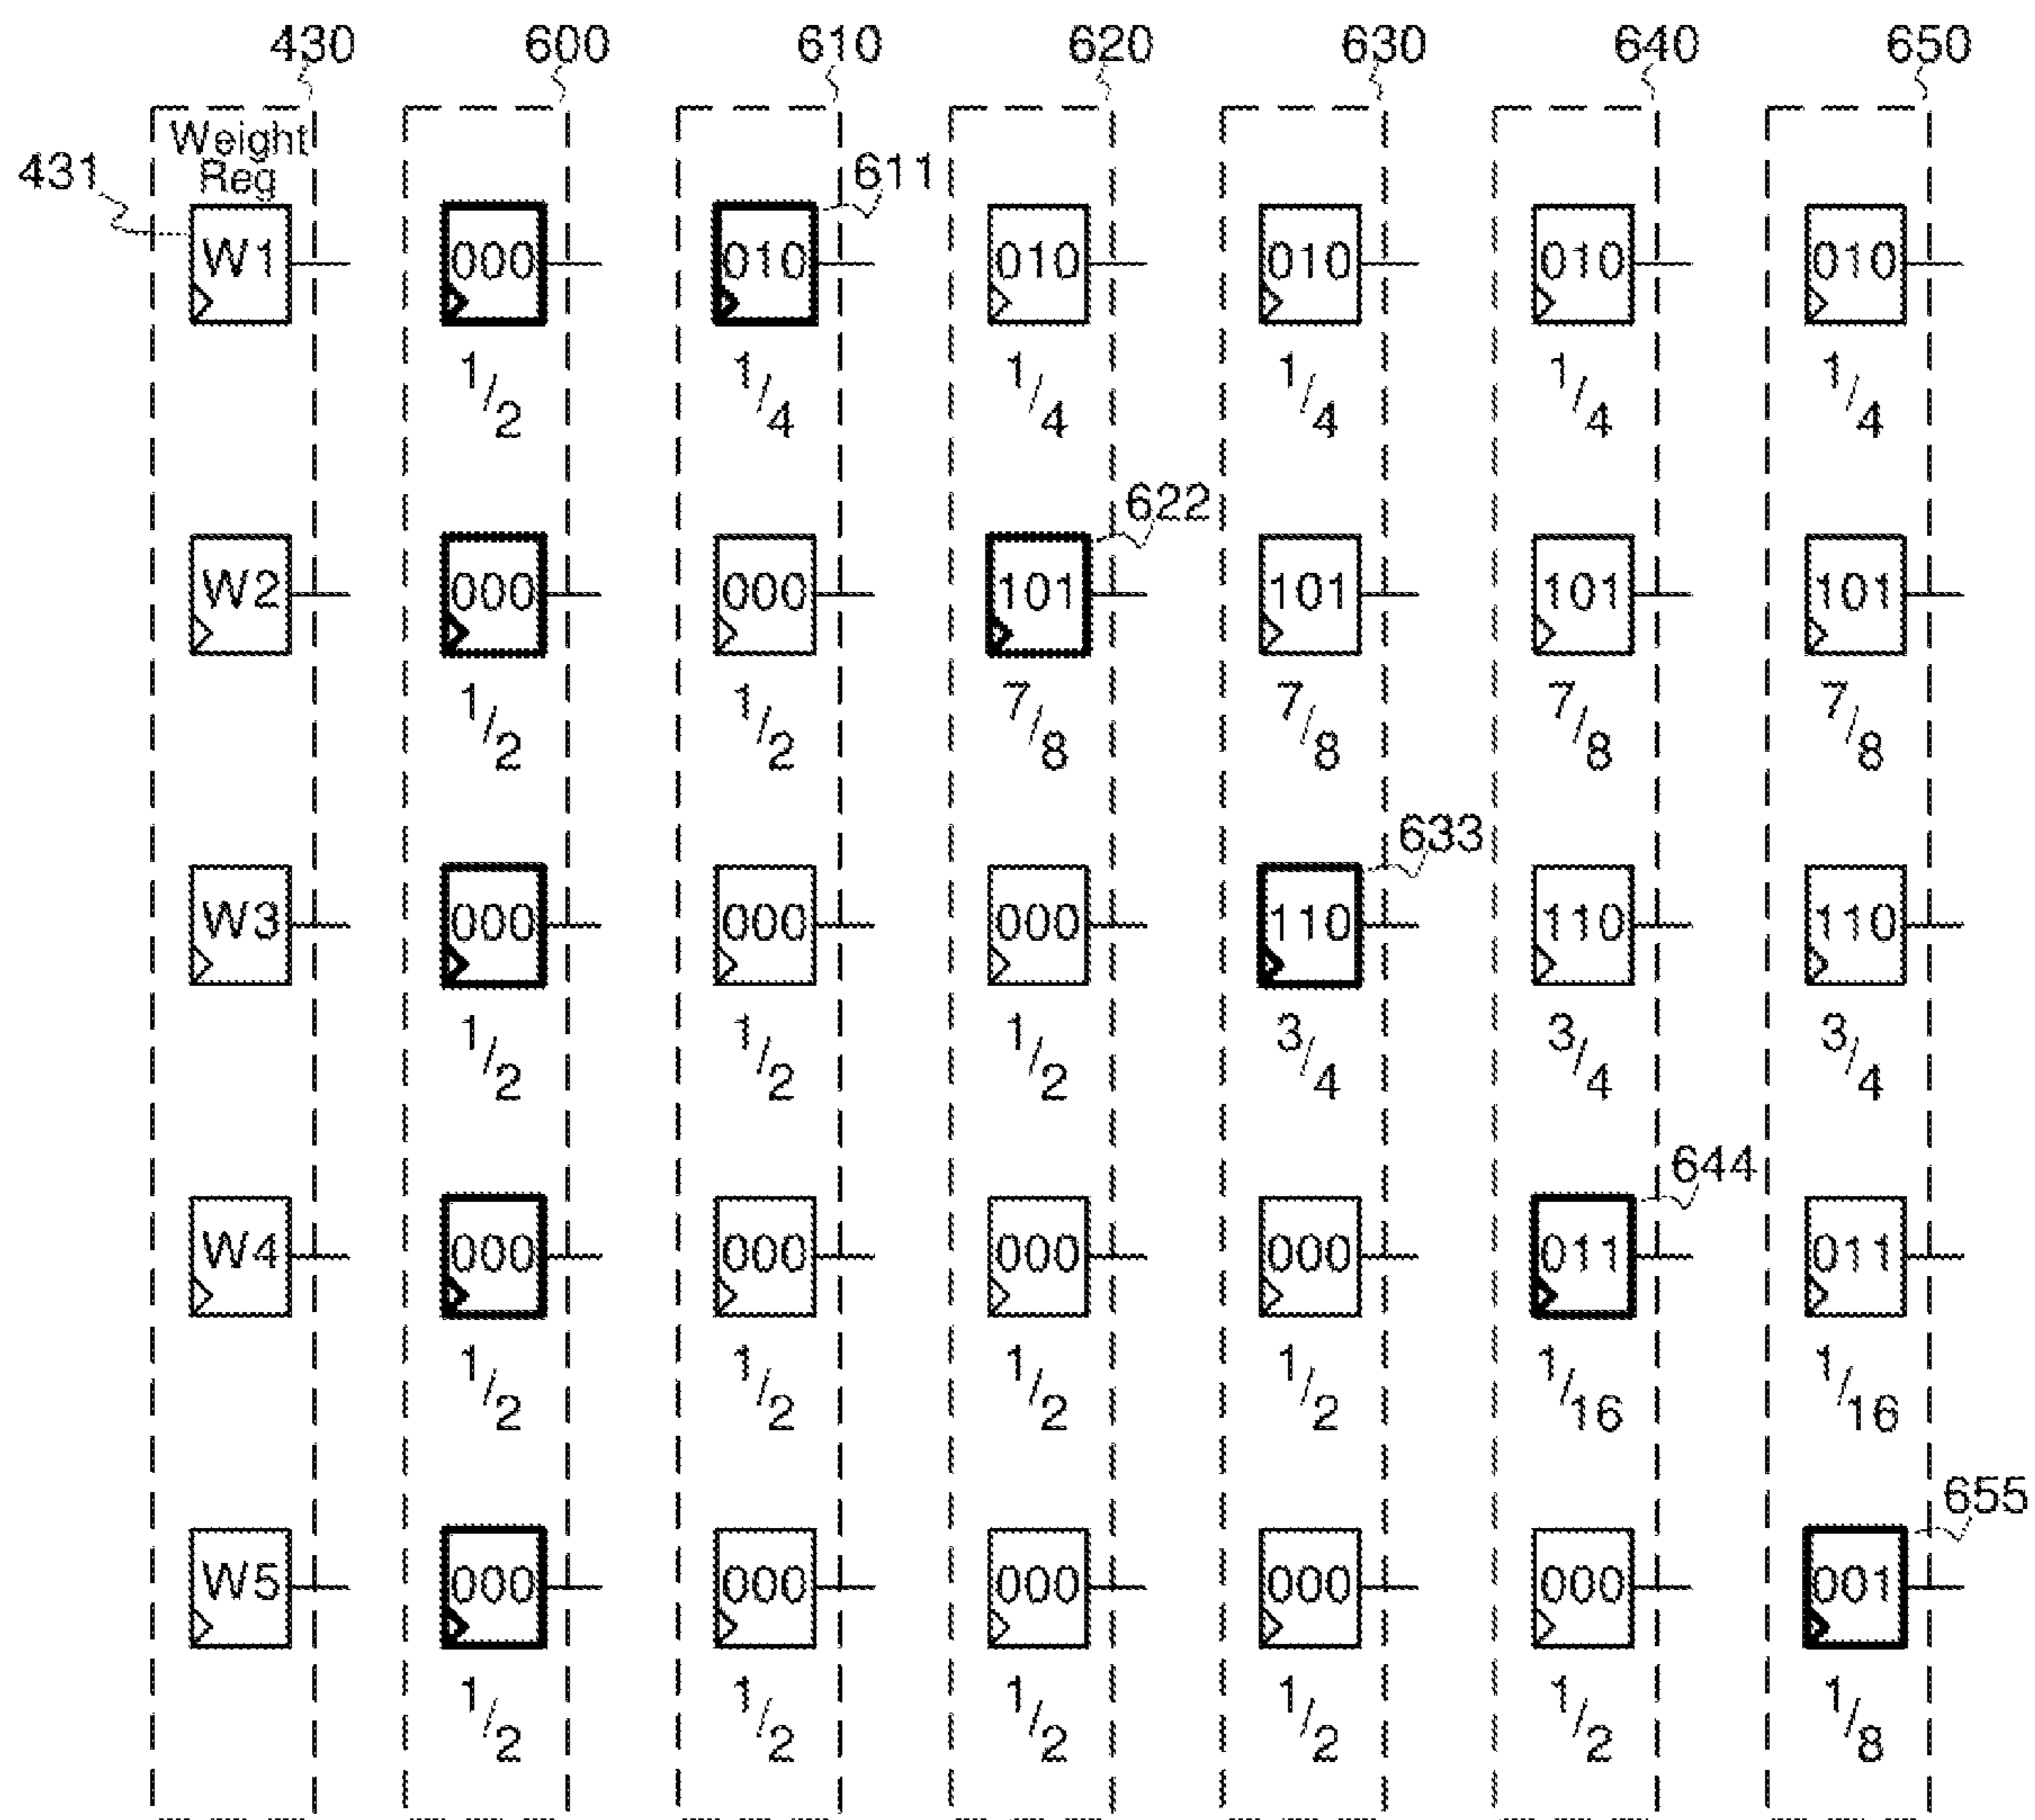 430 600 610 620 630 640 650
Weight
Reg
431 611
W1 000 010 010 010 010 010
1/2 1/4 1/4 1/4 1/4 1/4
622
W2 000 000 101 101 101 101
1/2 1/2 7/8 7/8 7/8 7/8
633
W3 000 000 000 110 110 110
1/2 1/2 1/2 3/4 3/4 3/4
644
W4 000 000 000 000 011 011
1/2 1/2 1/2 1/2 1/16 1/16
655
W5 000 000 000 000 000 001
1/2 1/2 1/2 1/2 1/2 1/8